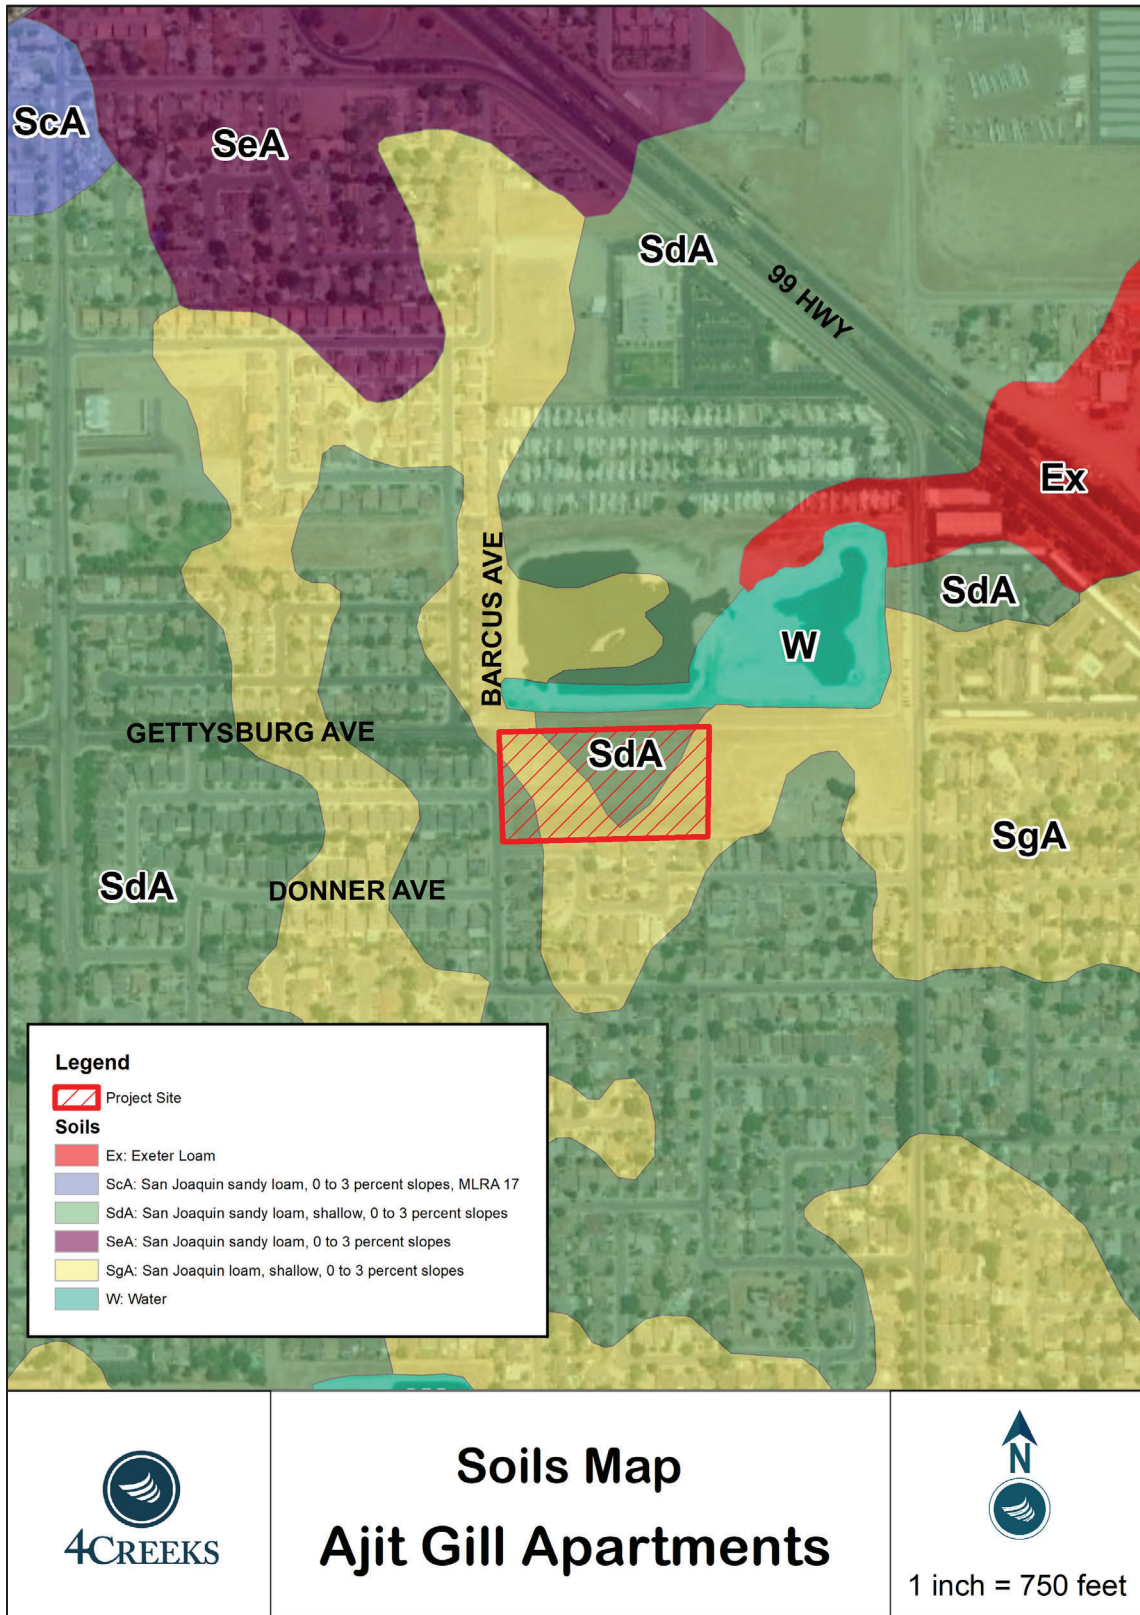 ScA
SeA
SdA
99 HWY
Ex
SdA
BARCUS AVE
W
GETTYSBURG AVE
SdA
SgA
SdA
DONNER AVE
Legend
Project Site
Soils
Ex: Exeter Loam
ScA: San Joaquin sandy loam, 0 to 3 percent slopes, MLRA 17
SdA: San Joaquin sandy loam, shallow, 0 to 3 percent slopes
SeA: San Joaquin sandy loam, 0 to 3 percent slopes
SgA: San Joaquin loam, shallow, 0 to 3 percent slopes
W: Water
4CREEKS
Soils Map
Ajit Gill Apartments
N
1 inch = 750 feet